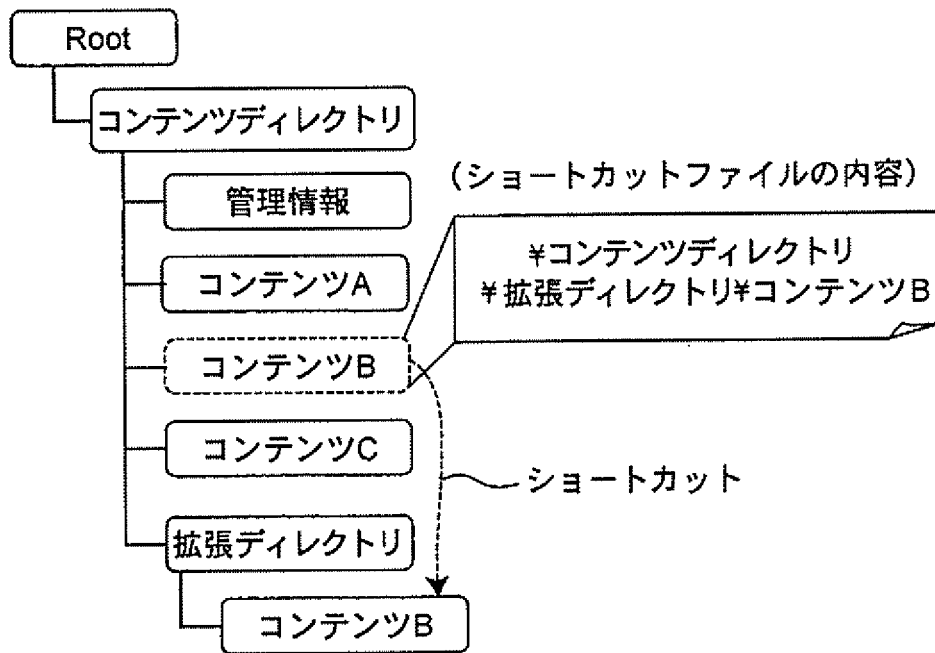 Root
コンテンツディレクトリ
管理情報
(ショートカットファイルの内容)
¥コンテンツディレクトリ
¥拡張ディレクトリ¥コンテンツB
コンテンツA
コンテンツB
コンテンツC
ショートカット
拡張ディレクトリ
コンテンツB